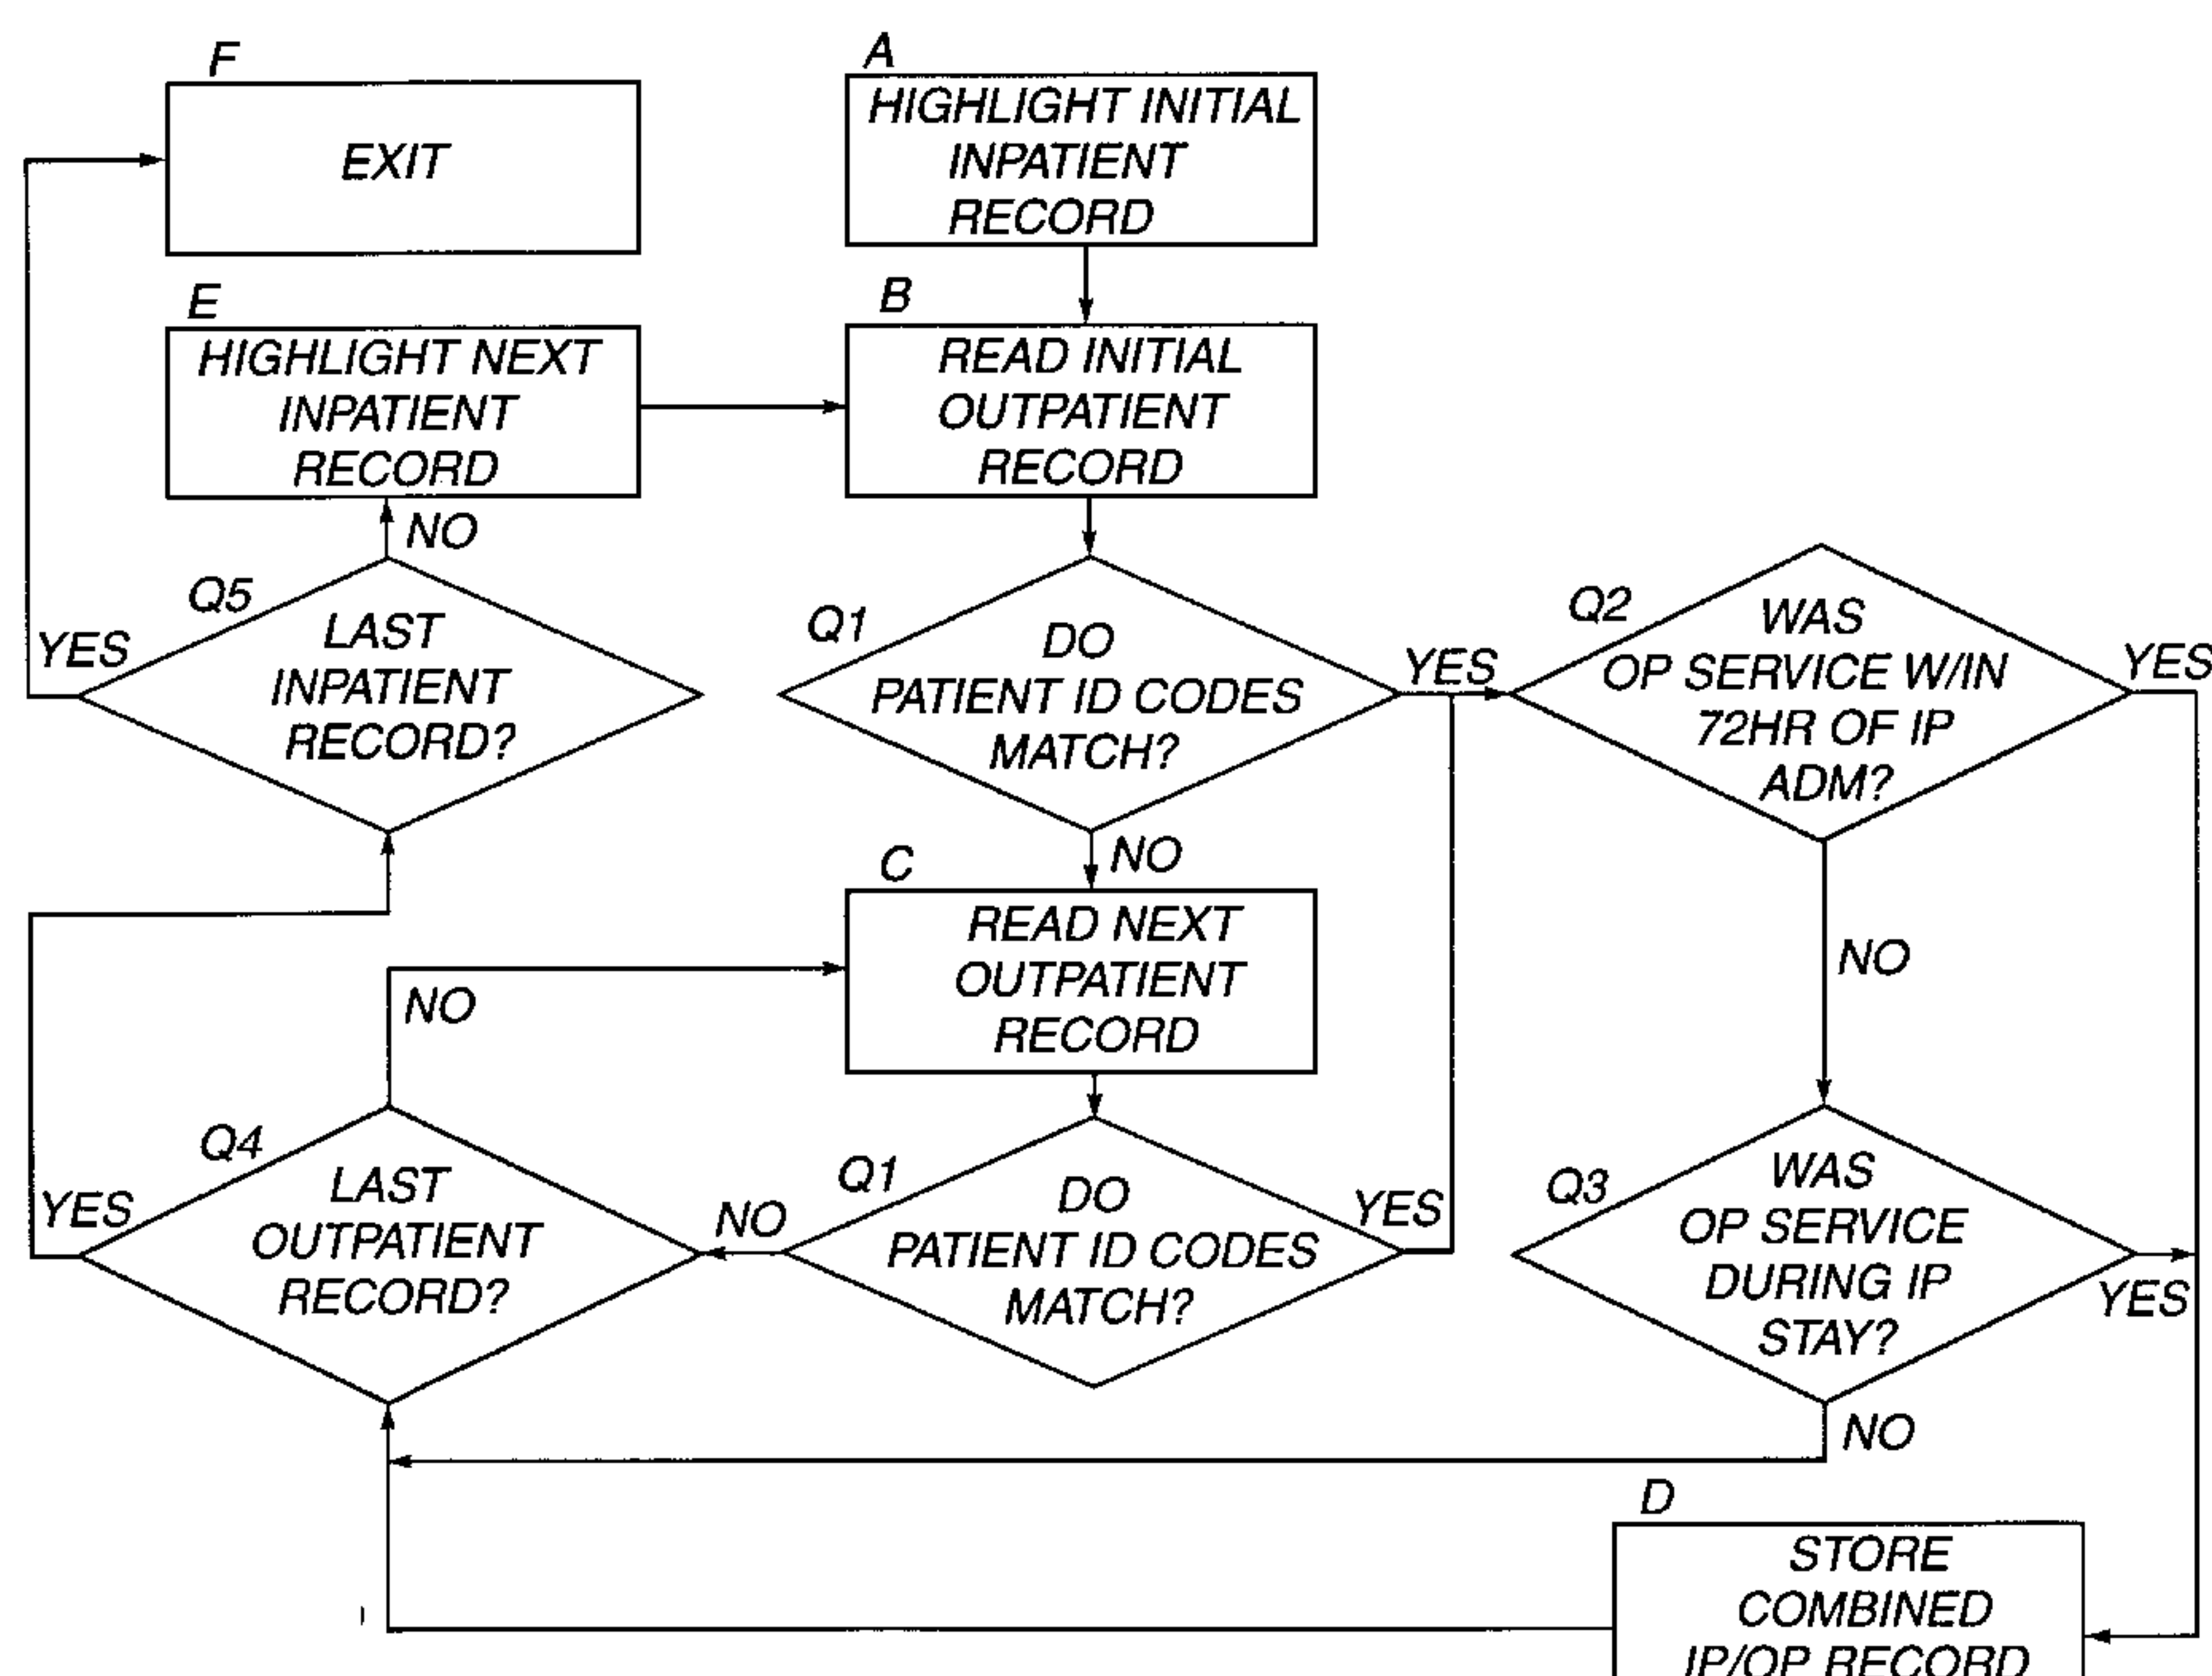 F
EXIT
A
HIGHLIGHT INITIAL
INPATIENT
RECORD
E
HIGHLIGHT NEXT
INPATIENT
RECORD
B
READ INITIAL
OUTPATIENT
RECORD
NO
Q5
YES
LAST
INPATIENT
RECORD?
Q1
DO
PATIENT ID CODES
MATCH?
YES
NO
Q2
WAS
OP SERVICE W/IN
72HR OF IP
ADM?
YES
NO
C
READ NEXT
OUTPATIENT
RECORD
NO
Q4
YES
LAST
OUTPATIENT
RECORD?
NO
Q1
DO
PATIENT ID CODES
MATCH?
YES
Q3
WAS
OP SERVICE
DURING IP
STAY?
YES
NO
D
STORE
COMBINED
IP/OP RECORD